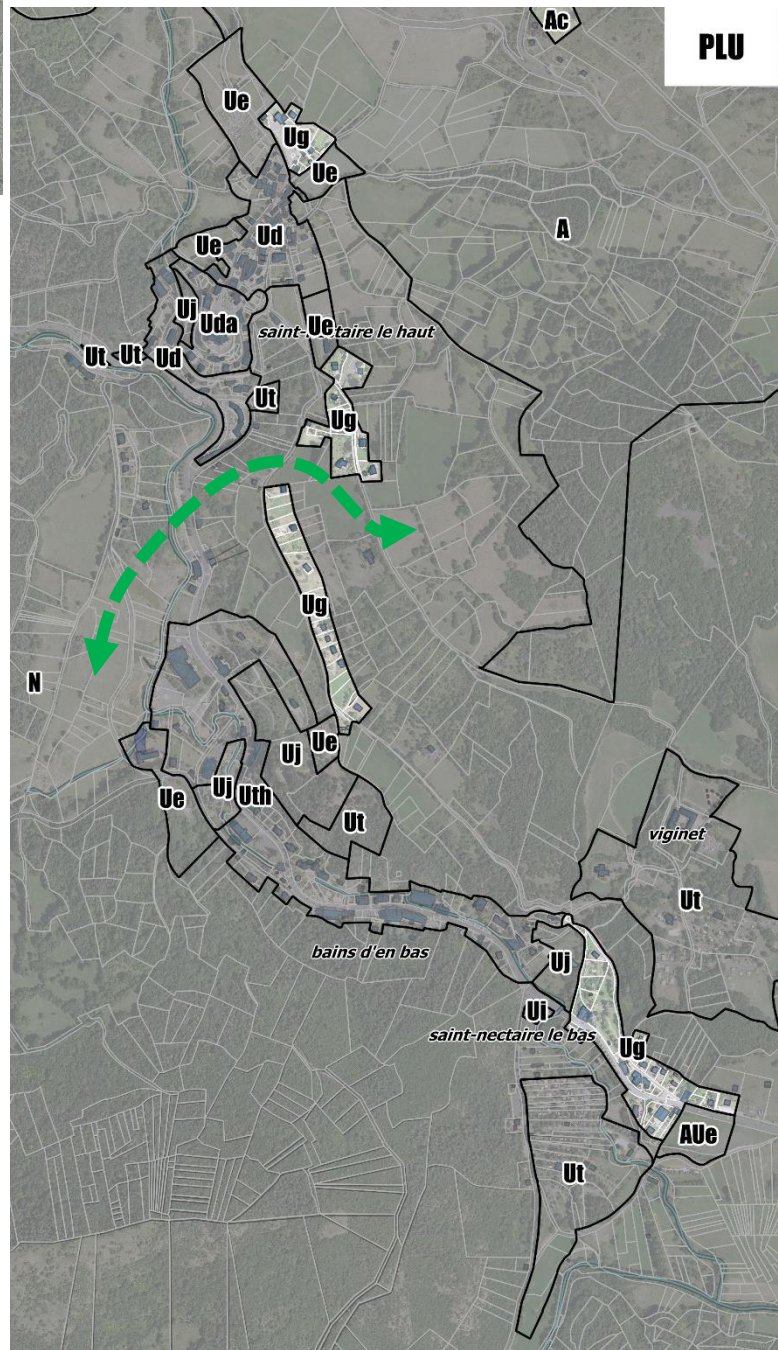 Ac
PLU
Ue
Ug
Ue
A
Ud
Ue
Uj
Uda
saint-nectaire le haut
Ue
Ut
Ut
Ud
Ut
Ug
Ug
N
Uj
Ue
Ue
Uj
Uth
Ut
viginet
Ut
bains d'en bas
Uj
Ui
saint-nectaire le bas
Ug
AUe
Ut